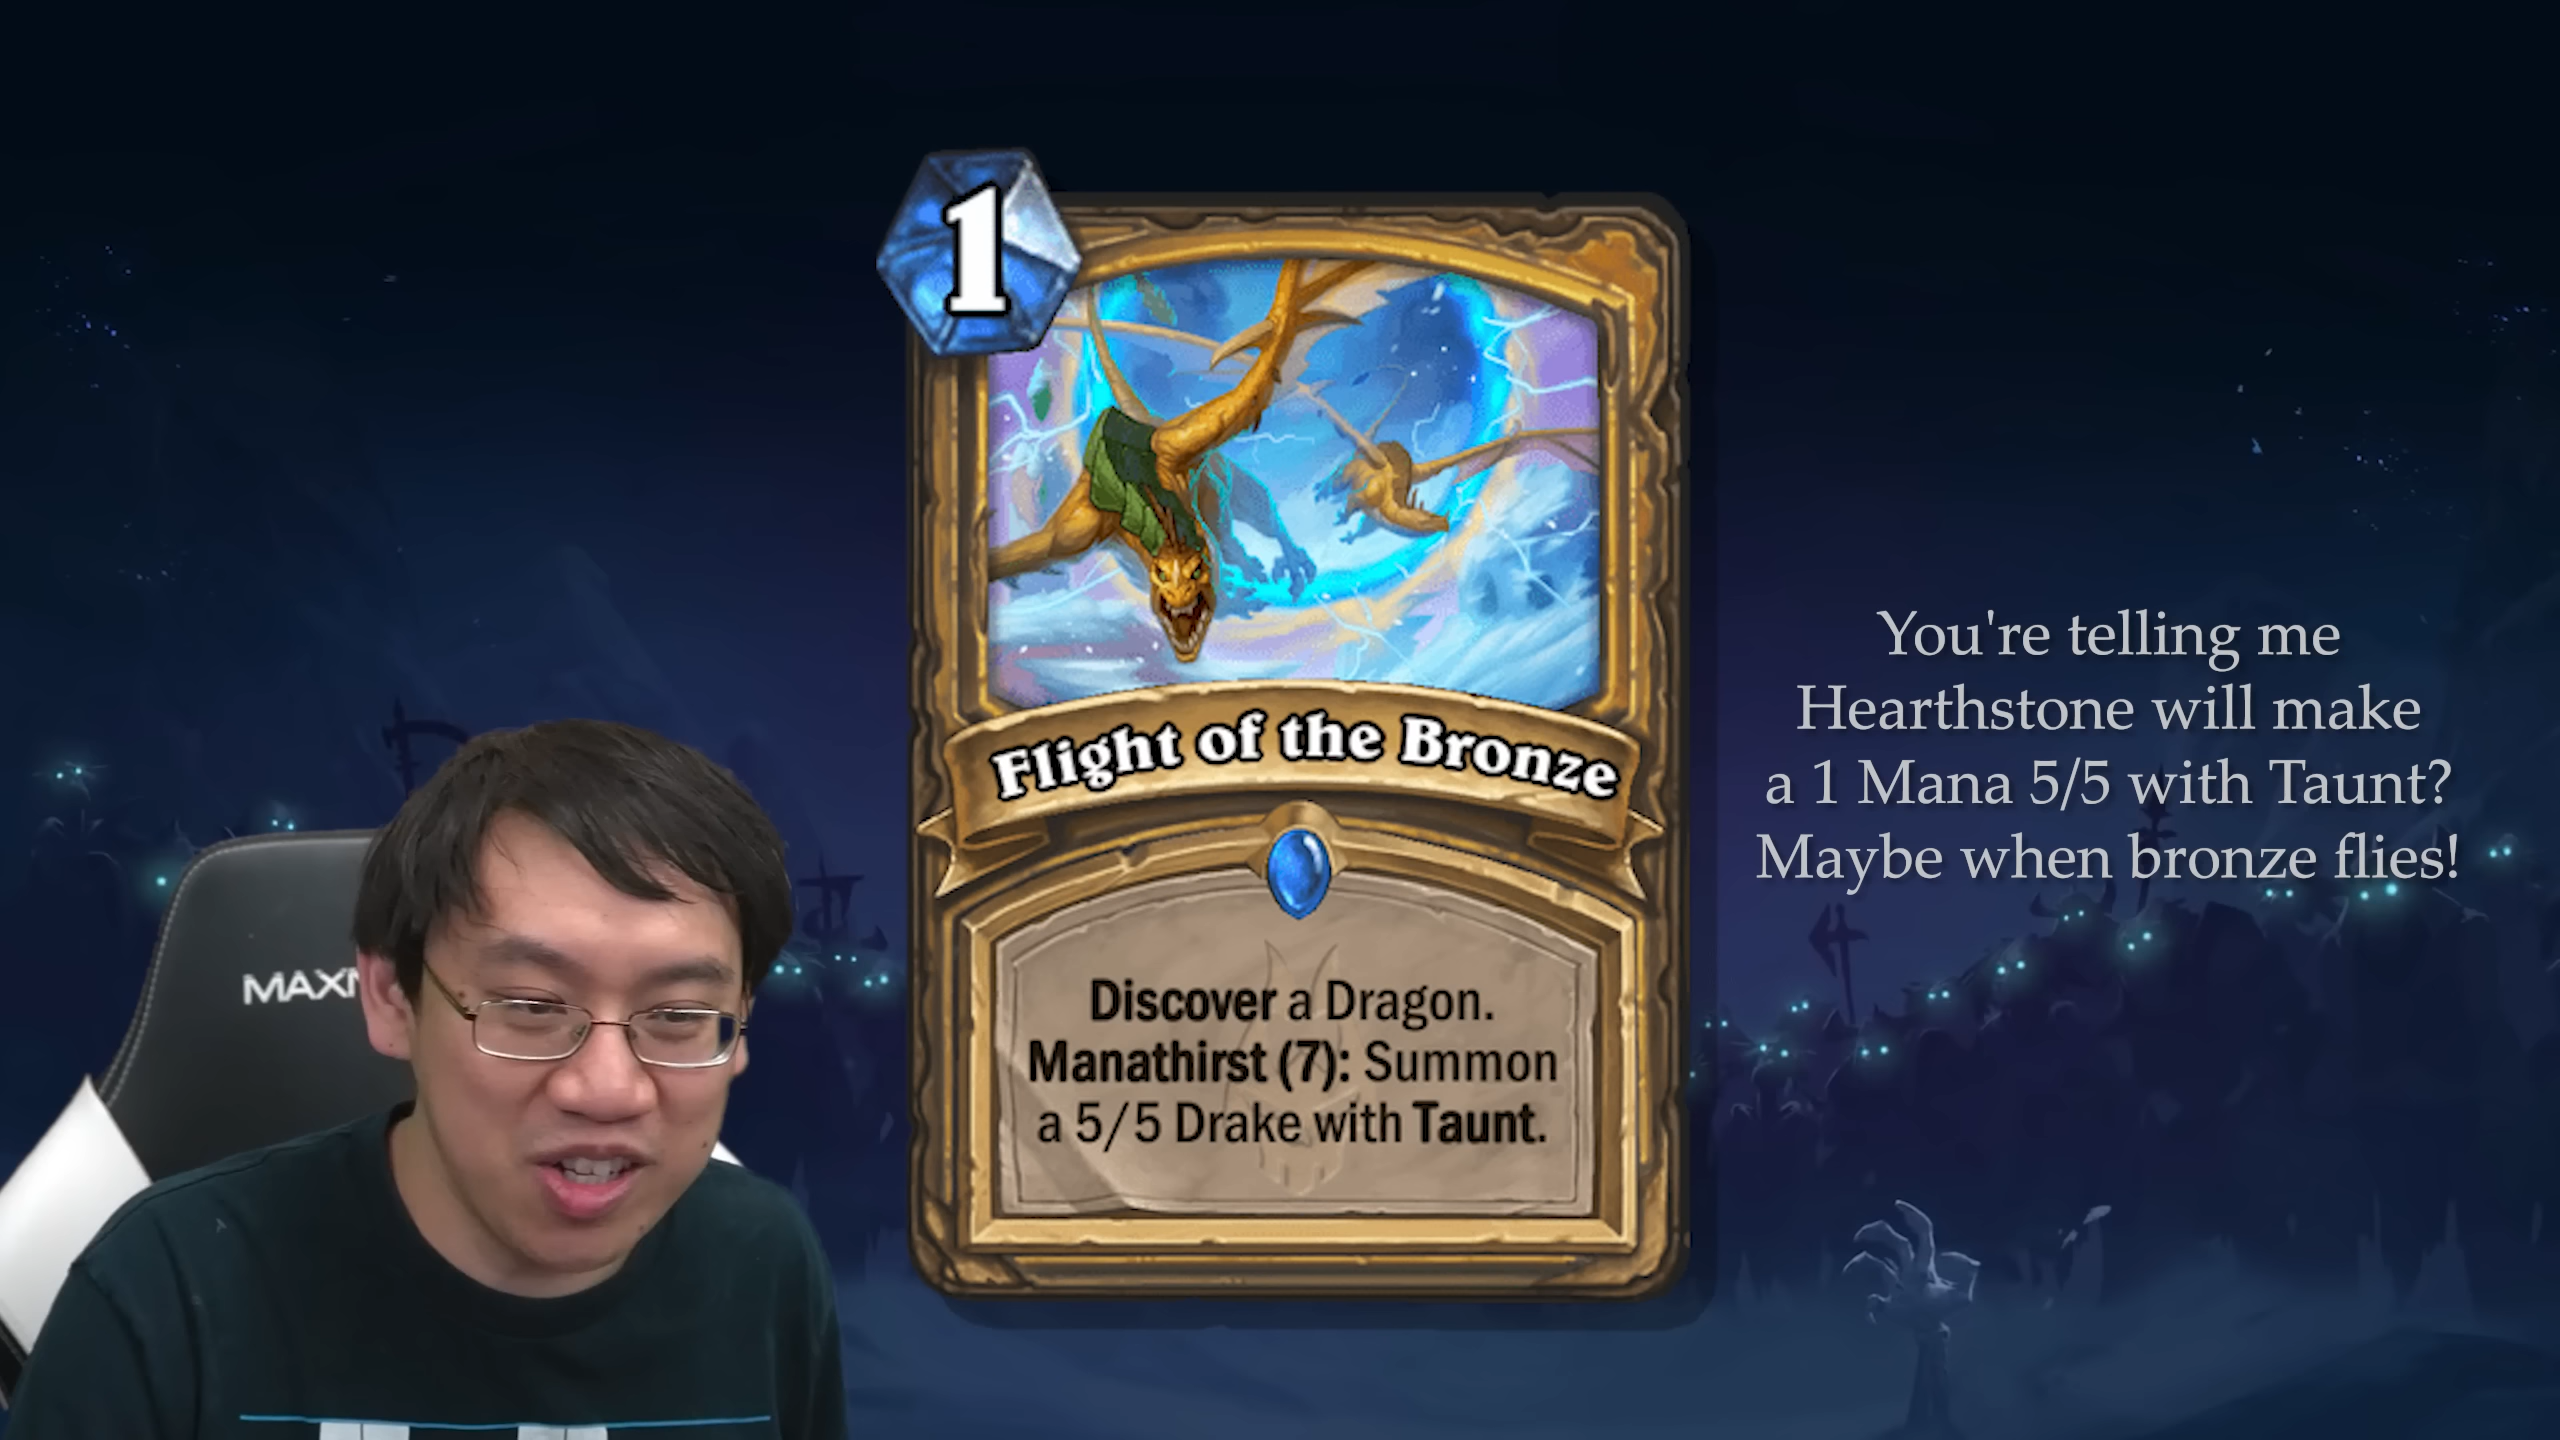 1
Flight of the Bronze
Discover a Dragon.
Manathirst (7): Summon
a 5/5 Drake with Taunt.
You're telling me
Hearthstone will make
a 1 Mana 5/5 with Taunt?
Maybe when bronze flies!